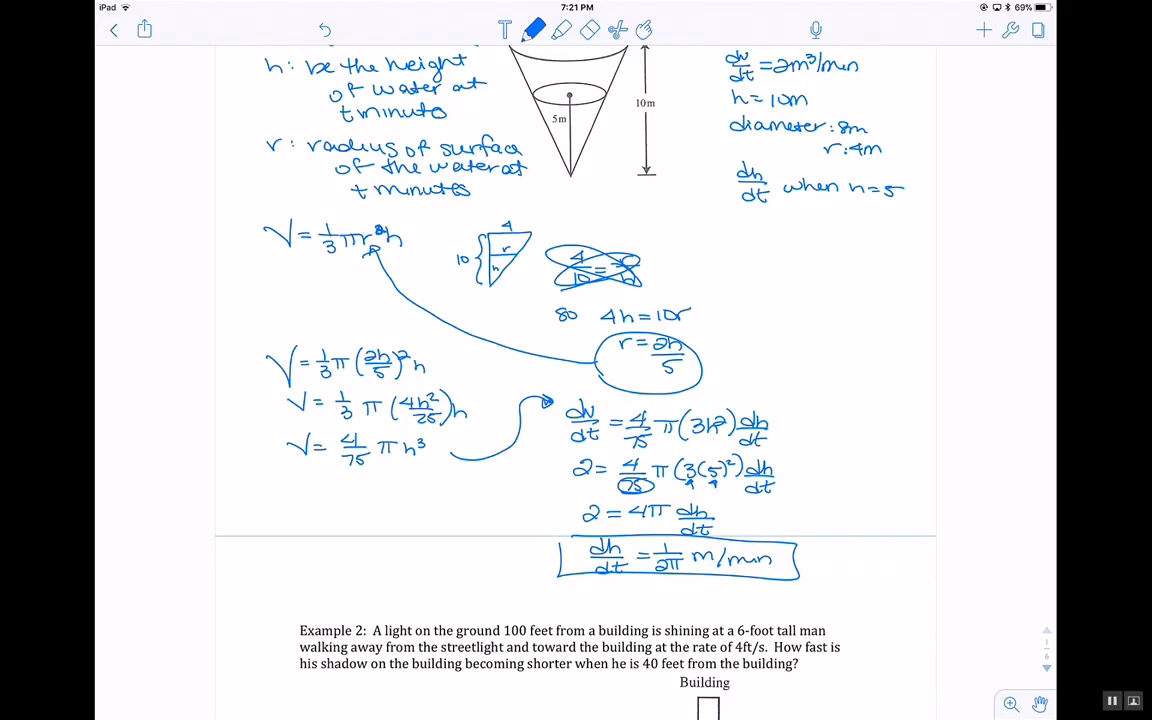 iPad
7:21 PM
69%
T
h: be the height
of water at
t minuto
r: radius of surface
of the water at
t minutes
5m
10m
dv/dt = 2m³/min
h = 10m
diameter: 8m
r: 4m
dh/dt when h = 5
V = 1/3 πr²h
4
10
r
h
4/10 = r/h
so 4h = 10r
r = 2h/5
V = 1/3 π (2h/5)² h
V = 1/3 π (4h²/25) h
V = 4/75 π h³
dv/dt = 4/75 π (3h²) dh/dt
2 = 4/75 π (3(5)²) dh/dt
2 = 4π dh/dt
dh/dt = 1/2π m/min
Example 2: A light on the ground 100 feet from a building is shining at a 6-foot tall man
walking away from the streetlight and toward the building at the rate of 4ft/s. How fast is
his shadow on the building becoming shorter when he is 40 feet from the building?
Building
1
6